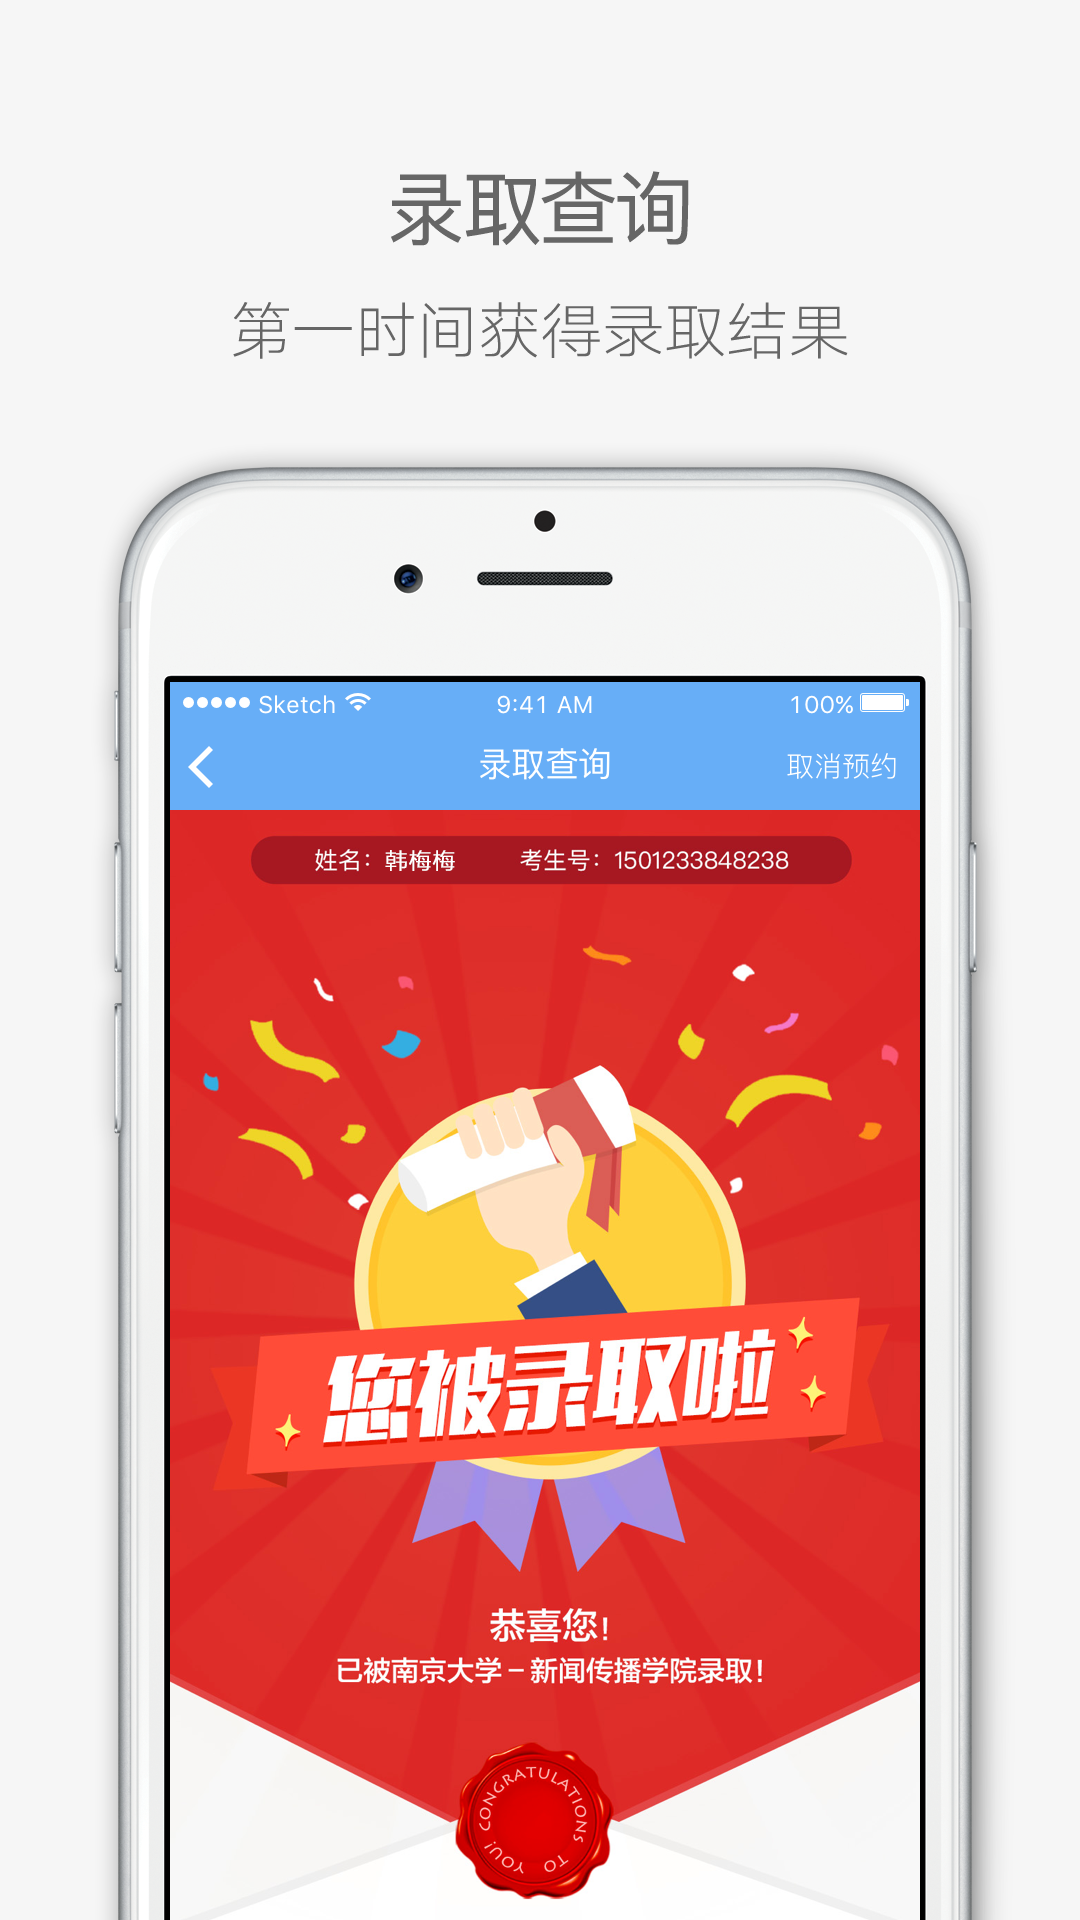 录取查询
第一时间获得录取结果
Sketch 9:41 AM 100%
录取查询 取消预约
姓名：韩梅梅 考生号：1501233848238
您被录取啦
恭喜您！
已被南京大学－新闻传播学院录取！
CONGRATULATIONS TO YOU!